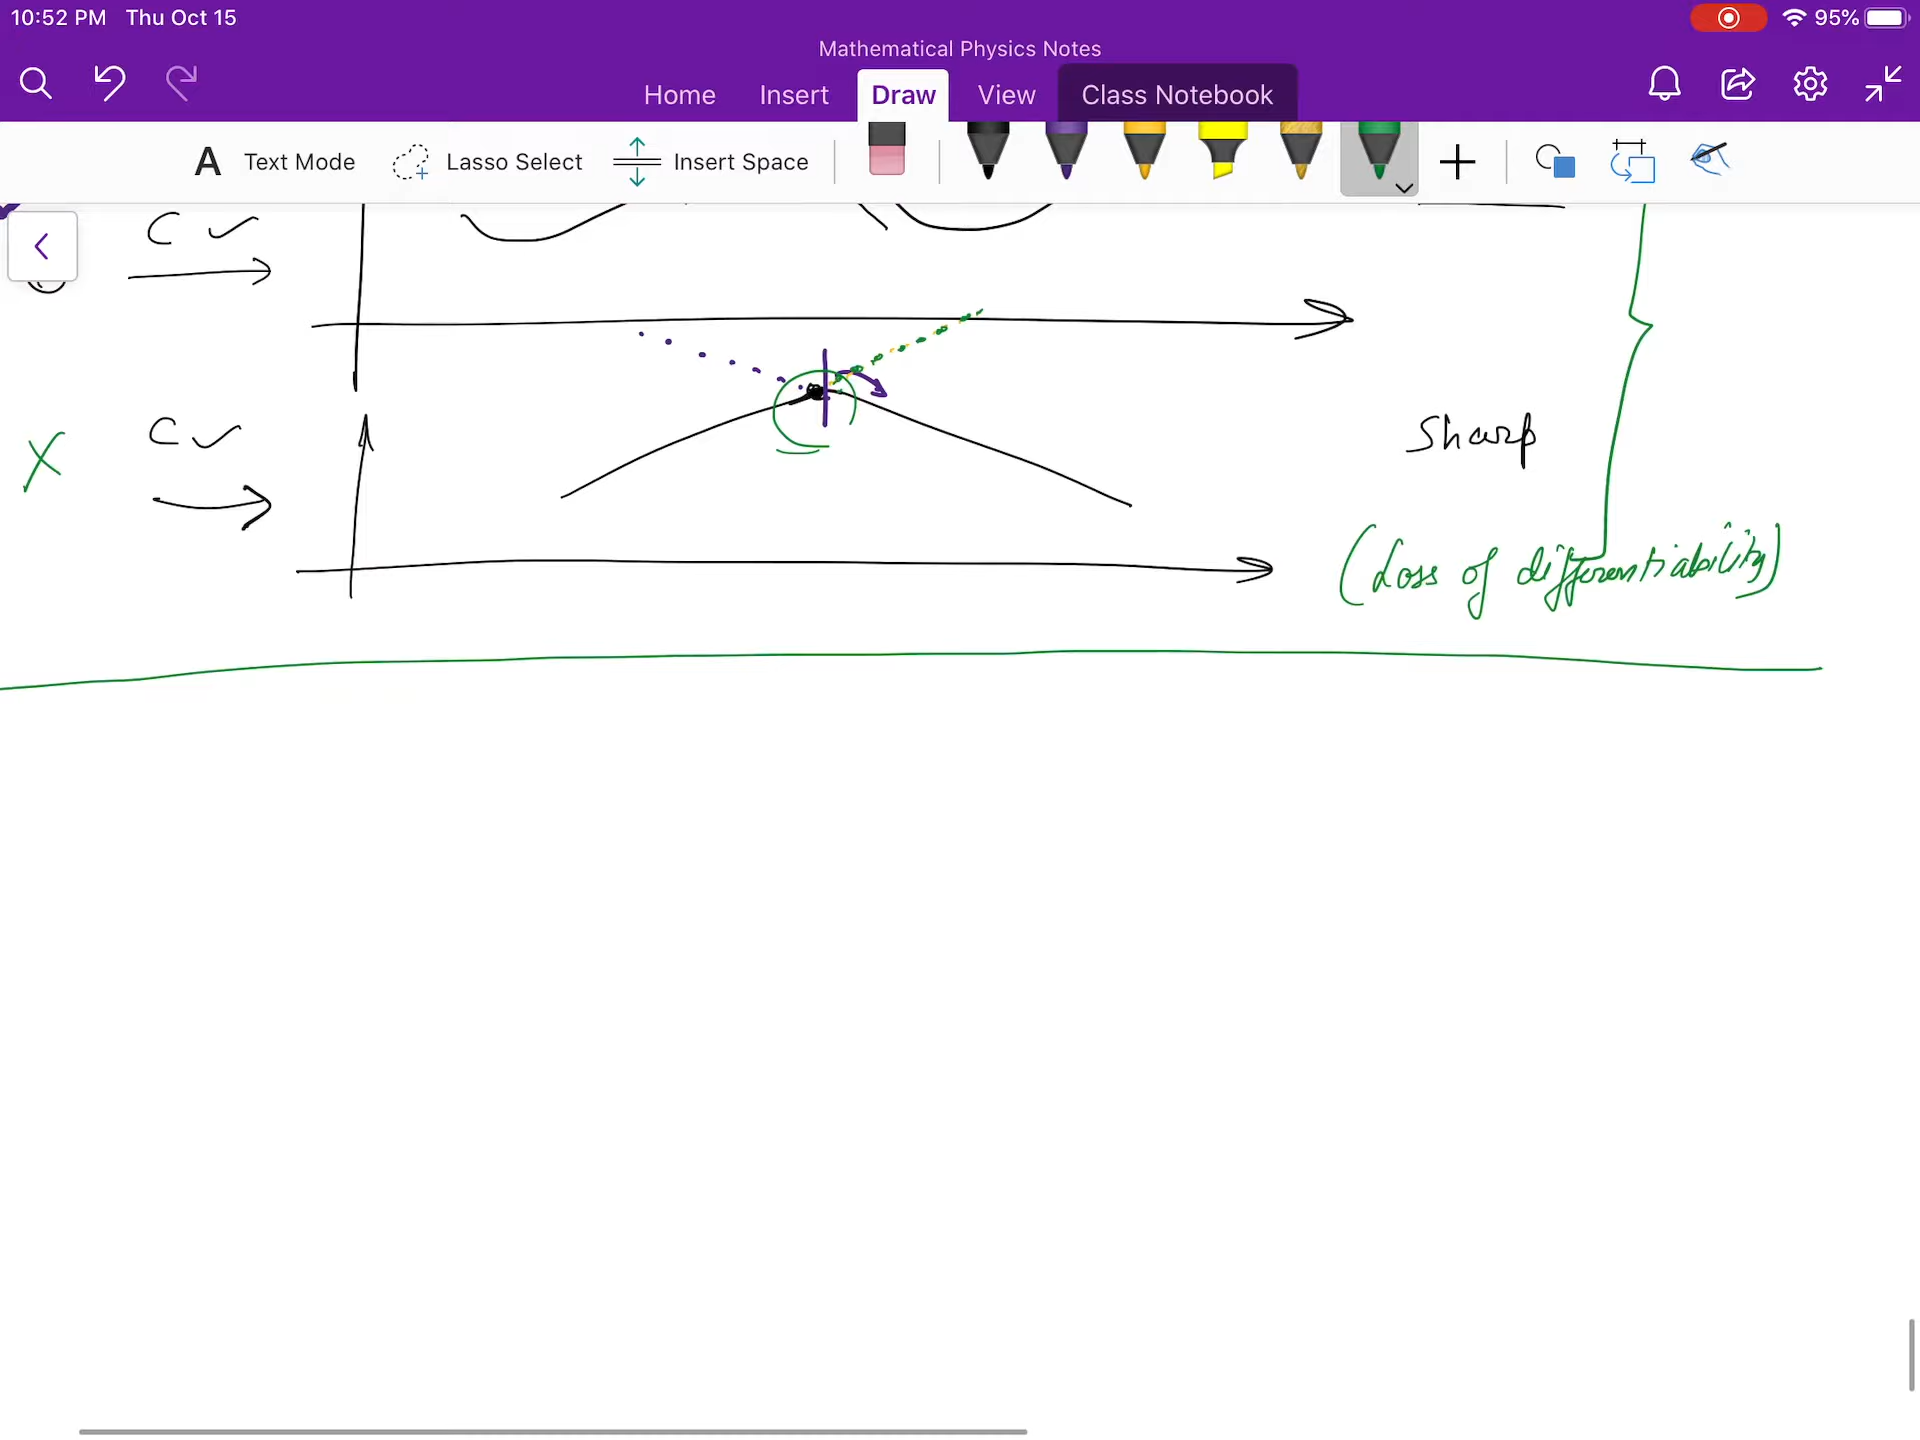 10:52 PM Thu Oct 15
95%
Mathematical Physics Notes
Home Insert Draw View Class Notebook
A Text Mode Lasso Select Insert Space
C ✓
C ✓
X
Sharp
(Loss of differentiability)